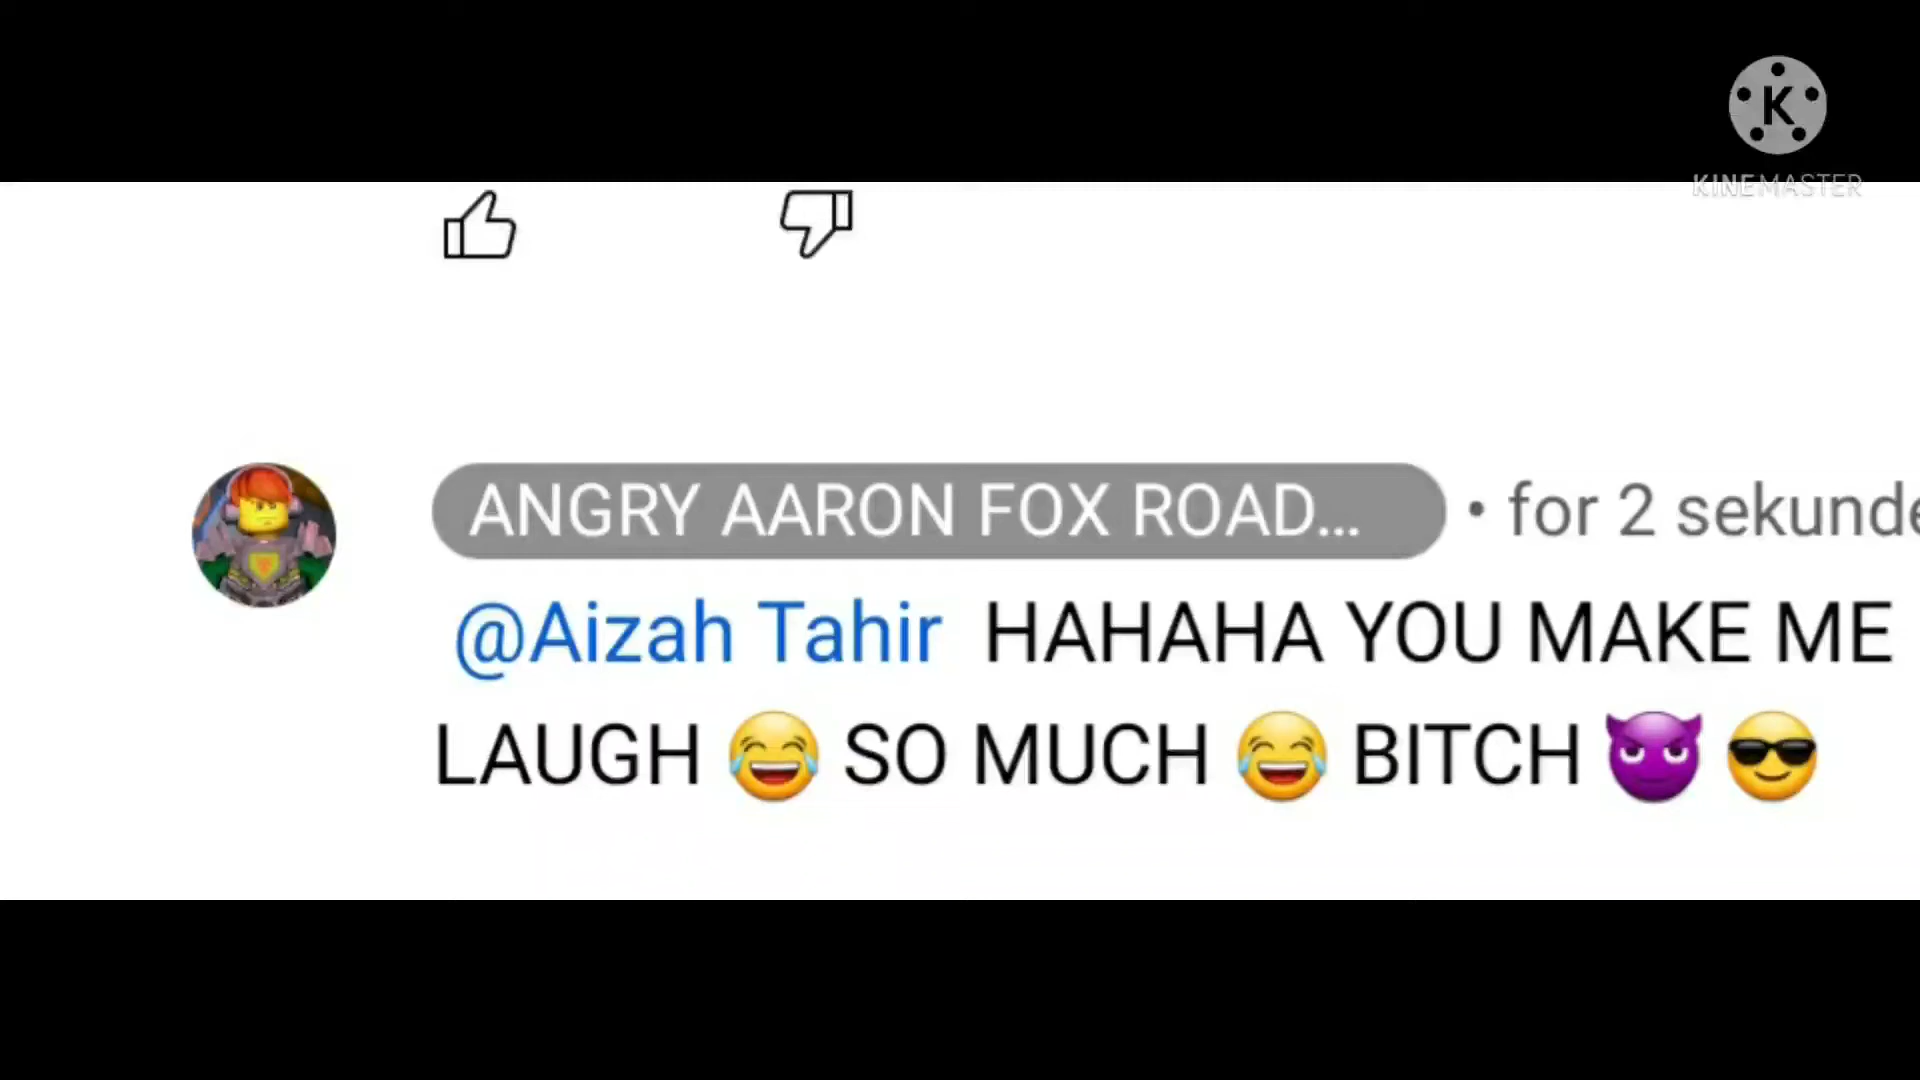 K
KINEMASTER
ANGRY AARON FOX ROAD... • for 2 sekunde
@Aizah Tahir HAHAHA YOU MAKE ME
LAUGH 😂 SO MUCH 😂 BITCH 😈 😎